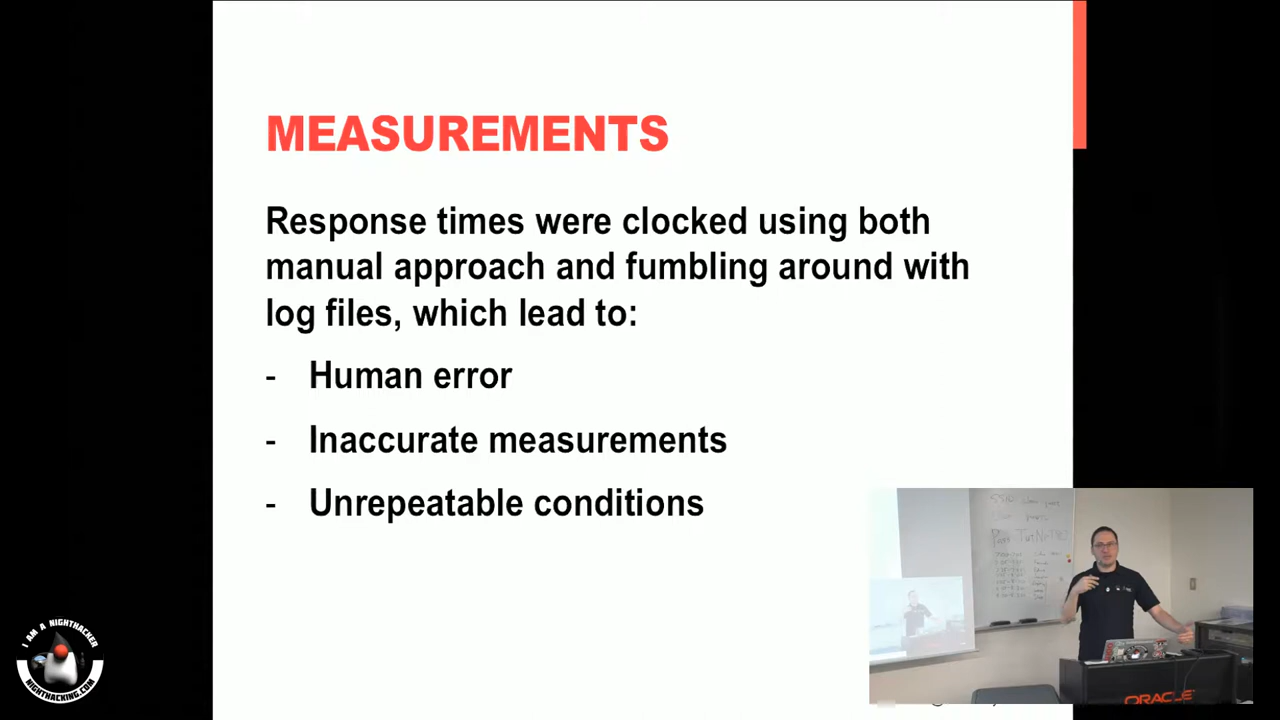 MEASUREMENTS
Response times were clocked using both
manual approach and fumbling around with
log files, which lead to:
- Human error
- Inaccurate measurements
- Unrepeatable conditions
I AM A NIGHTHACKER
NIGHTHACKING.COM
ORACLE